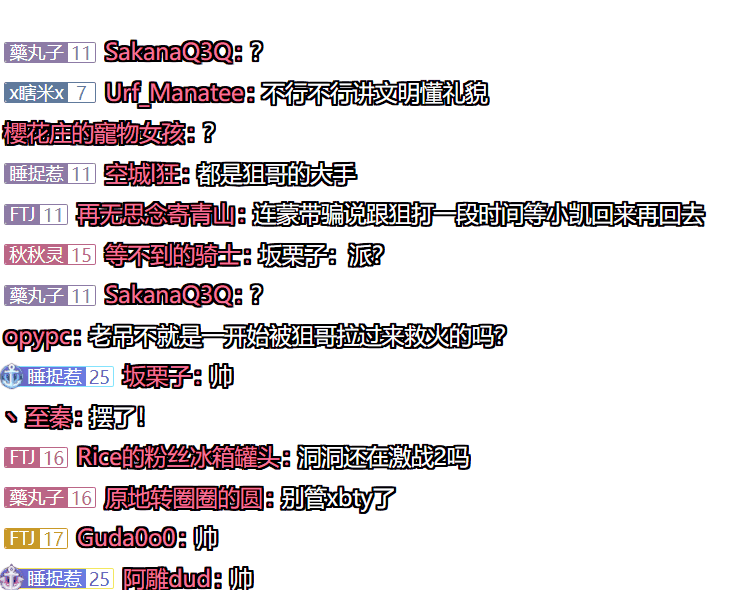 藥丸子 11 SakanaQ3Q：？
x瞎米x 7 Urf_Manatee：不行不行讲文明懂礼貌
櫻花庄的寵物女孩：？
睡捉惹 11 空城I狂：都是狙哥的大手
FTJ 11 再无思念寄青山：连蒙带骗说跟狙打一段时间等小凯回来再回去
秋秋灵 15 等不到的骑士：坂栗子：派?
藥丸子 11 SakanaQ3Q：？
opypc：老吊不就是一开始被狙哥拉过来救火的吗?
睡捉惹 25 坂栗子：帅
丶至秦：摆了！
FTJ 16 Rice的粉丝冰箱罐头：洞洞还在激战2吗
藥丸子 16 原地转圈圈的圆：别管xbty了
FTJ 17 Guda0o0：帅
睡捉惹 25 阿雕dud：帅